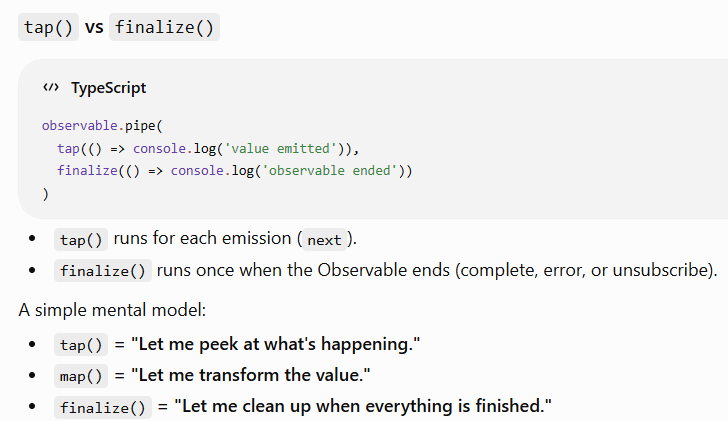 tap() vs finalize()
</> TypeScript
observable.pipe(
  tap(() => console.log('value emitted')),
  finalize(() => console.log('observable ended'))
)
• tap() runs for each emission (next).
• finalize() runs once when the Observable ends (complete, error, or unsubscribe).
A simple mental model:
• tap() = "Let me peek at what's happening."
• map() = "Let me transform the value."
• finalize() = "Let me clean up when everything is finished."